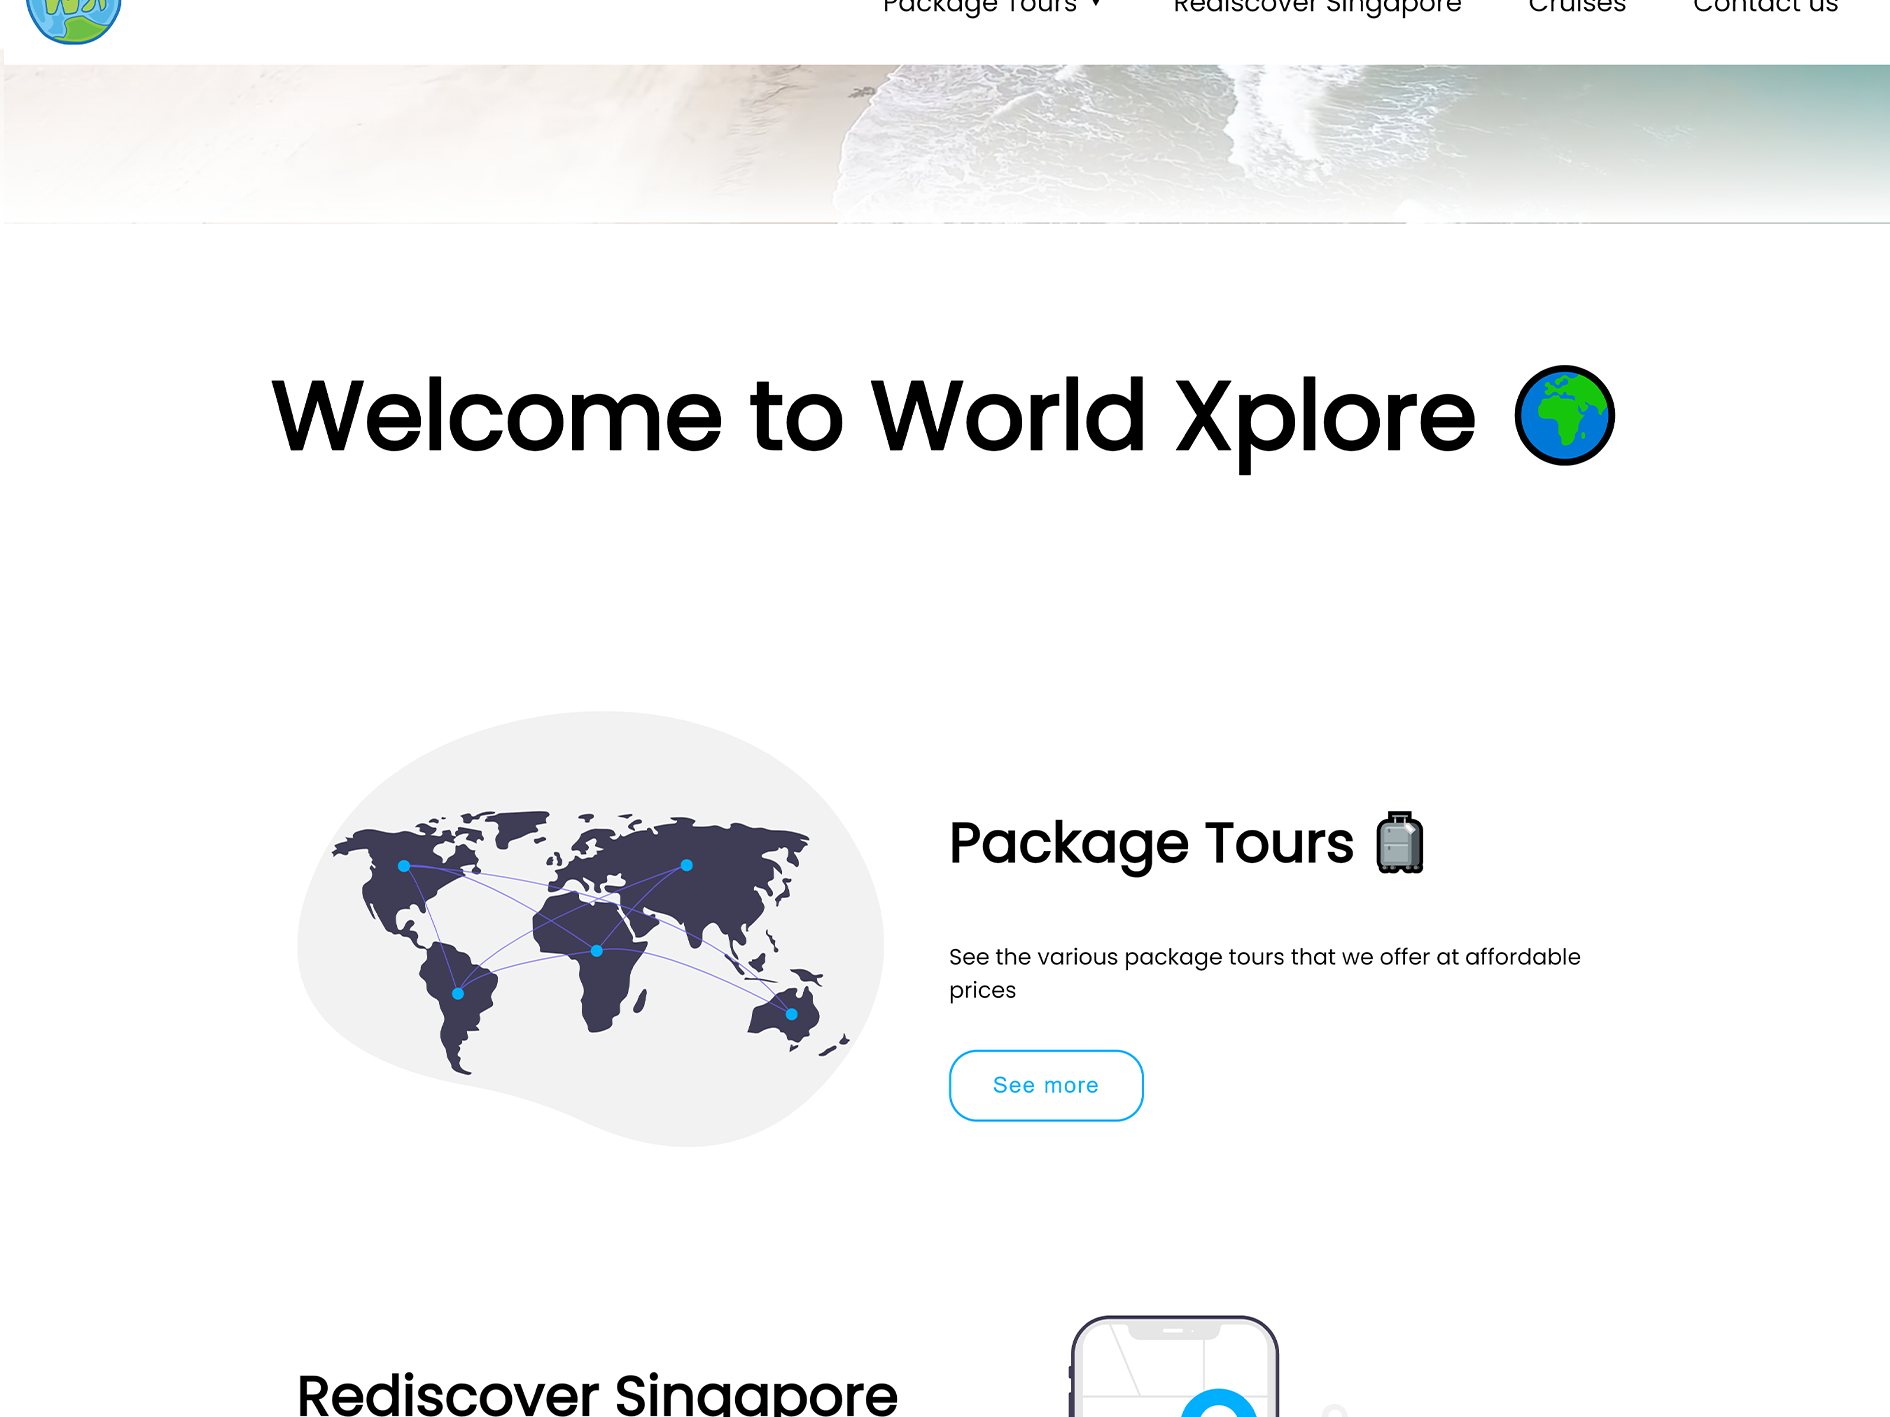 Package Tours ▼ Rediscover Singapore Cruises Contact us
Welcome to World Xplore
Package Tours
See the various package tours that we offer at affordable
prices
See more
Rediscover Singapore